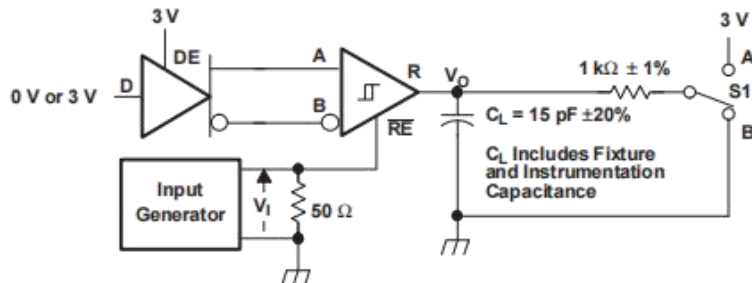 3 V
DE
D
0 V or 3 V
A
B
R
RE
V_O
1 kΩ ± 1%
3 V
A
S1
B
C_L = 15 pF ±20%
C_L Includes Fixture
and Instrumentation
Capacitance
Input
Generator
V_I
50 Ω